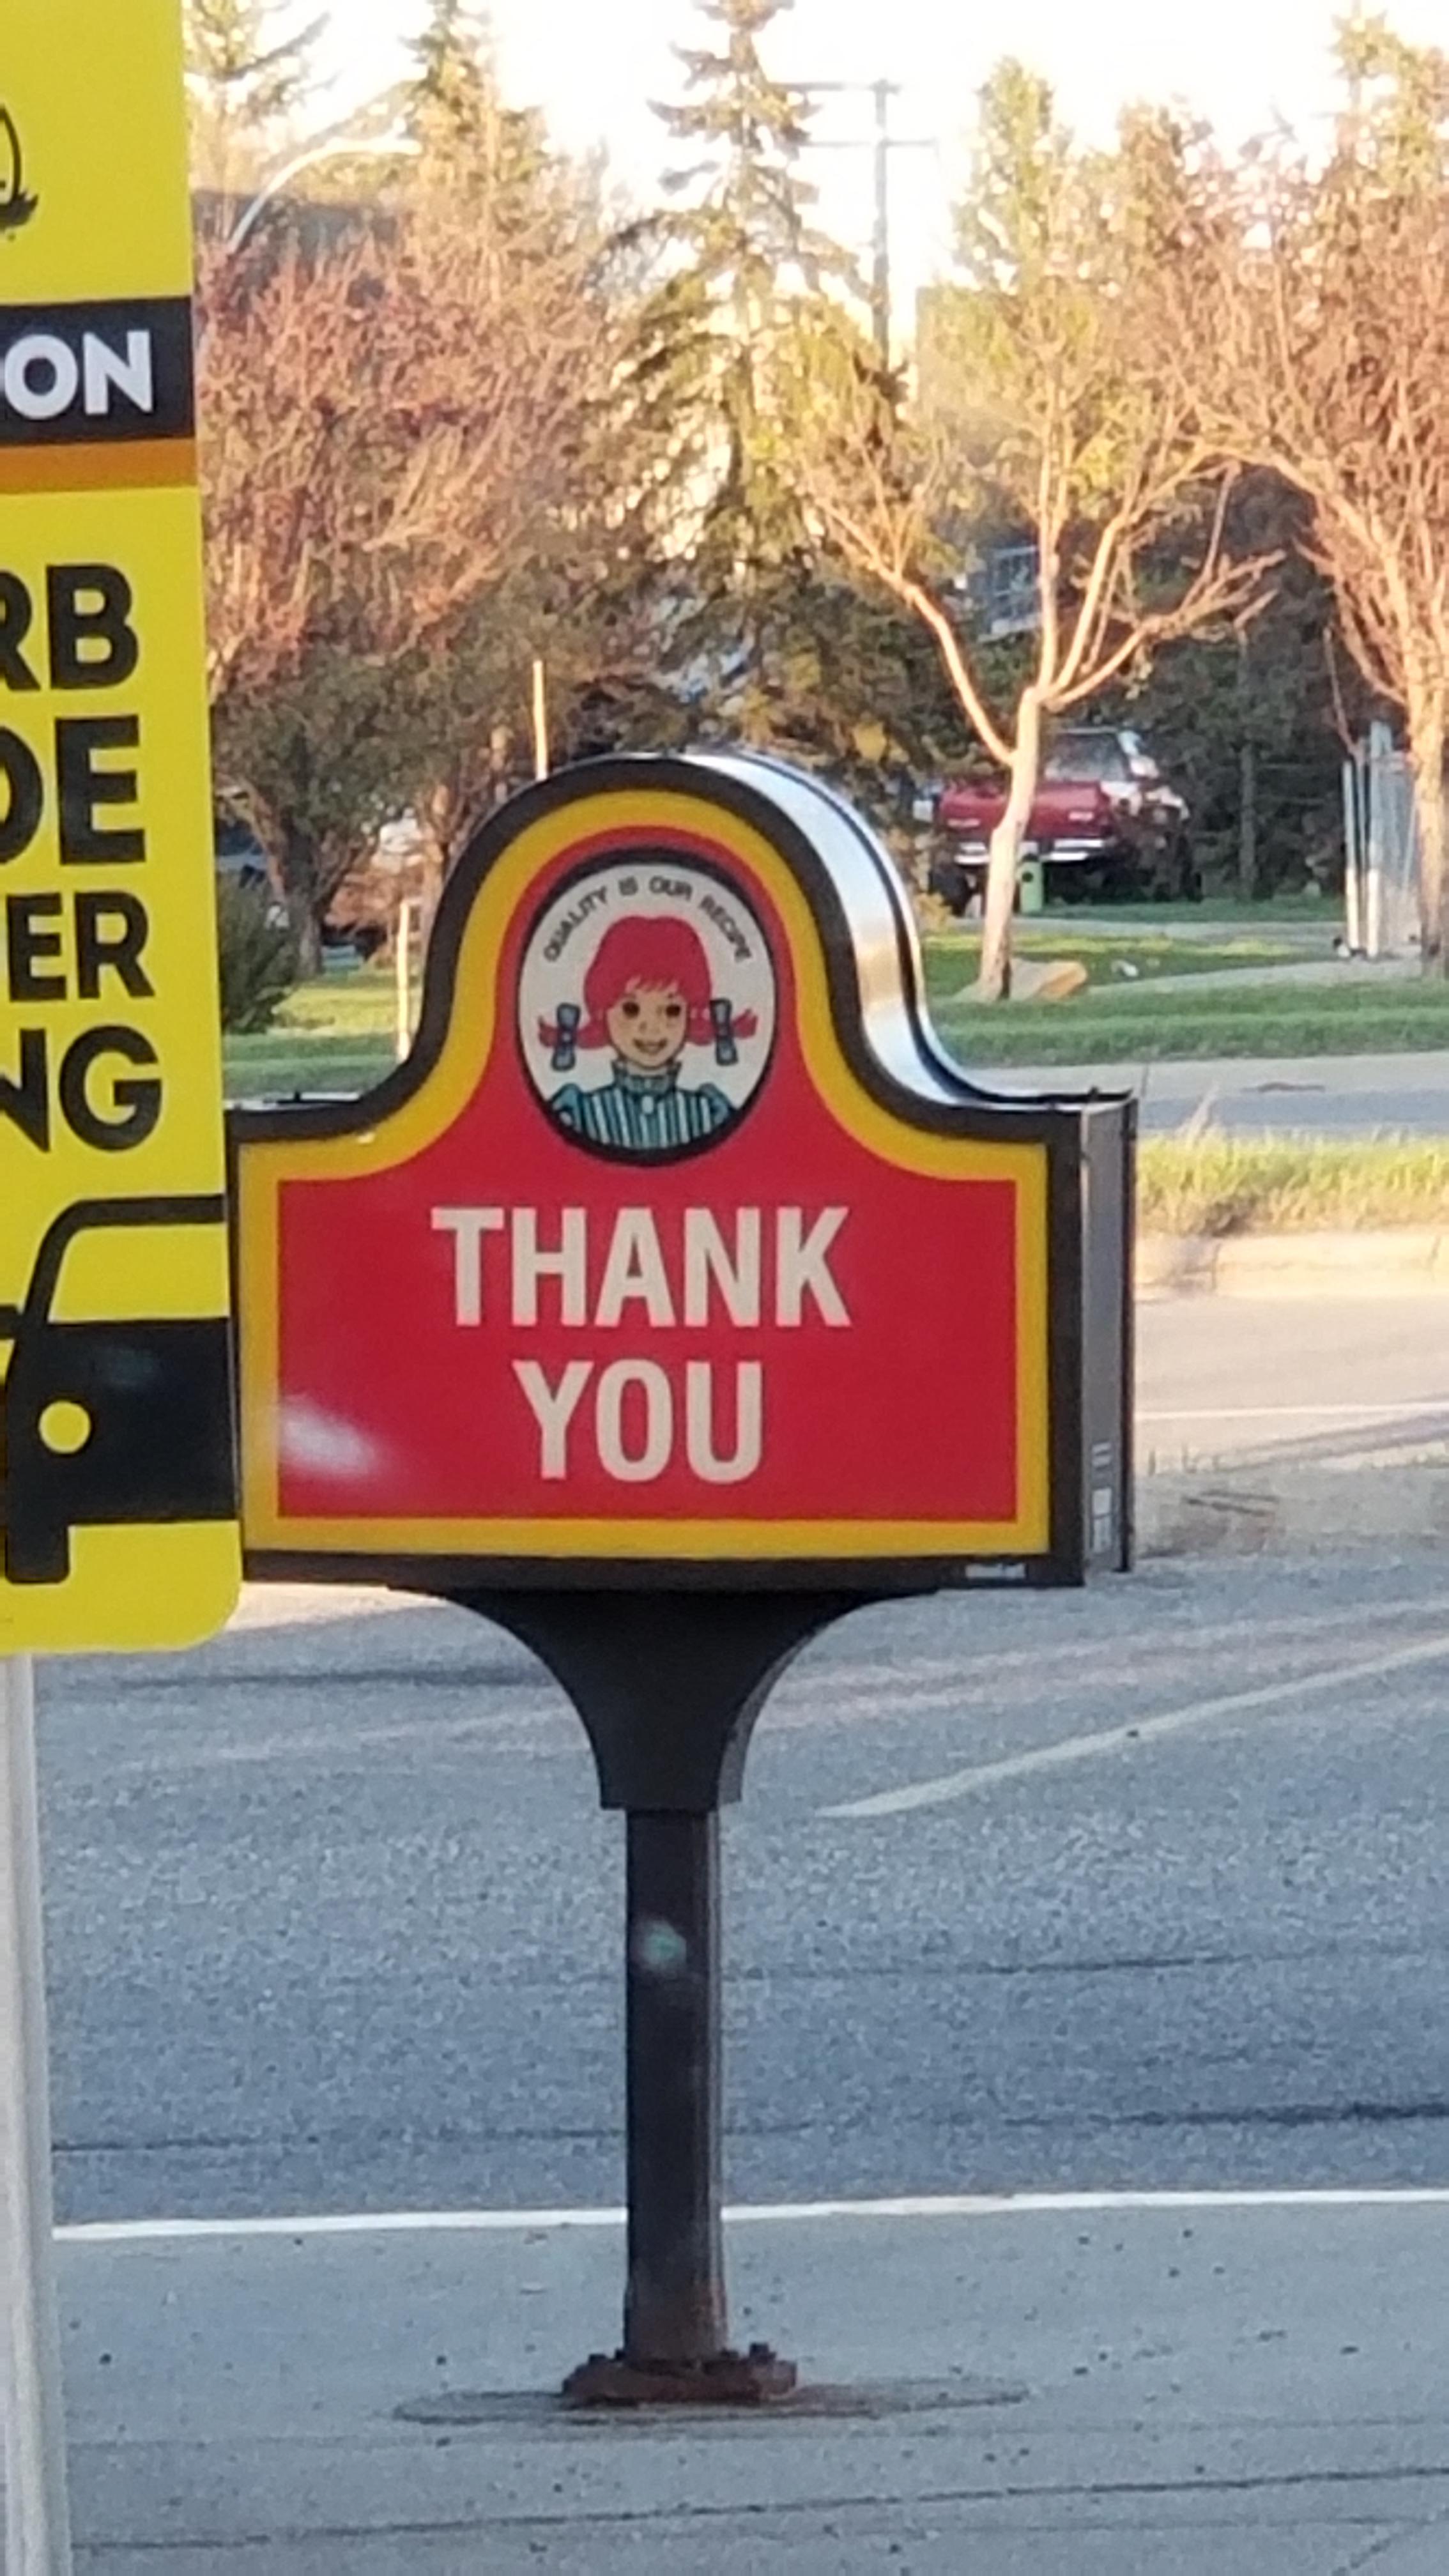 ON
RB
DE
ER
NG
QUALITY IS OUR RECIPE
THANK
YOU